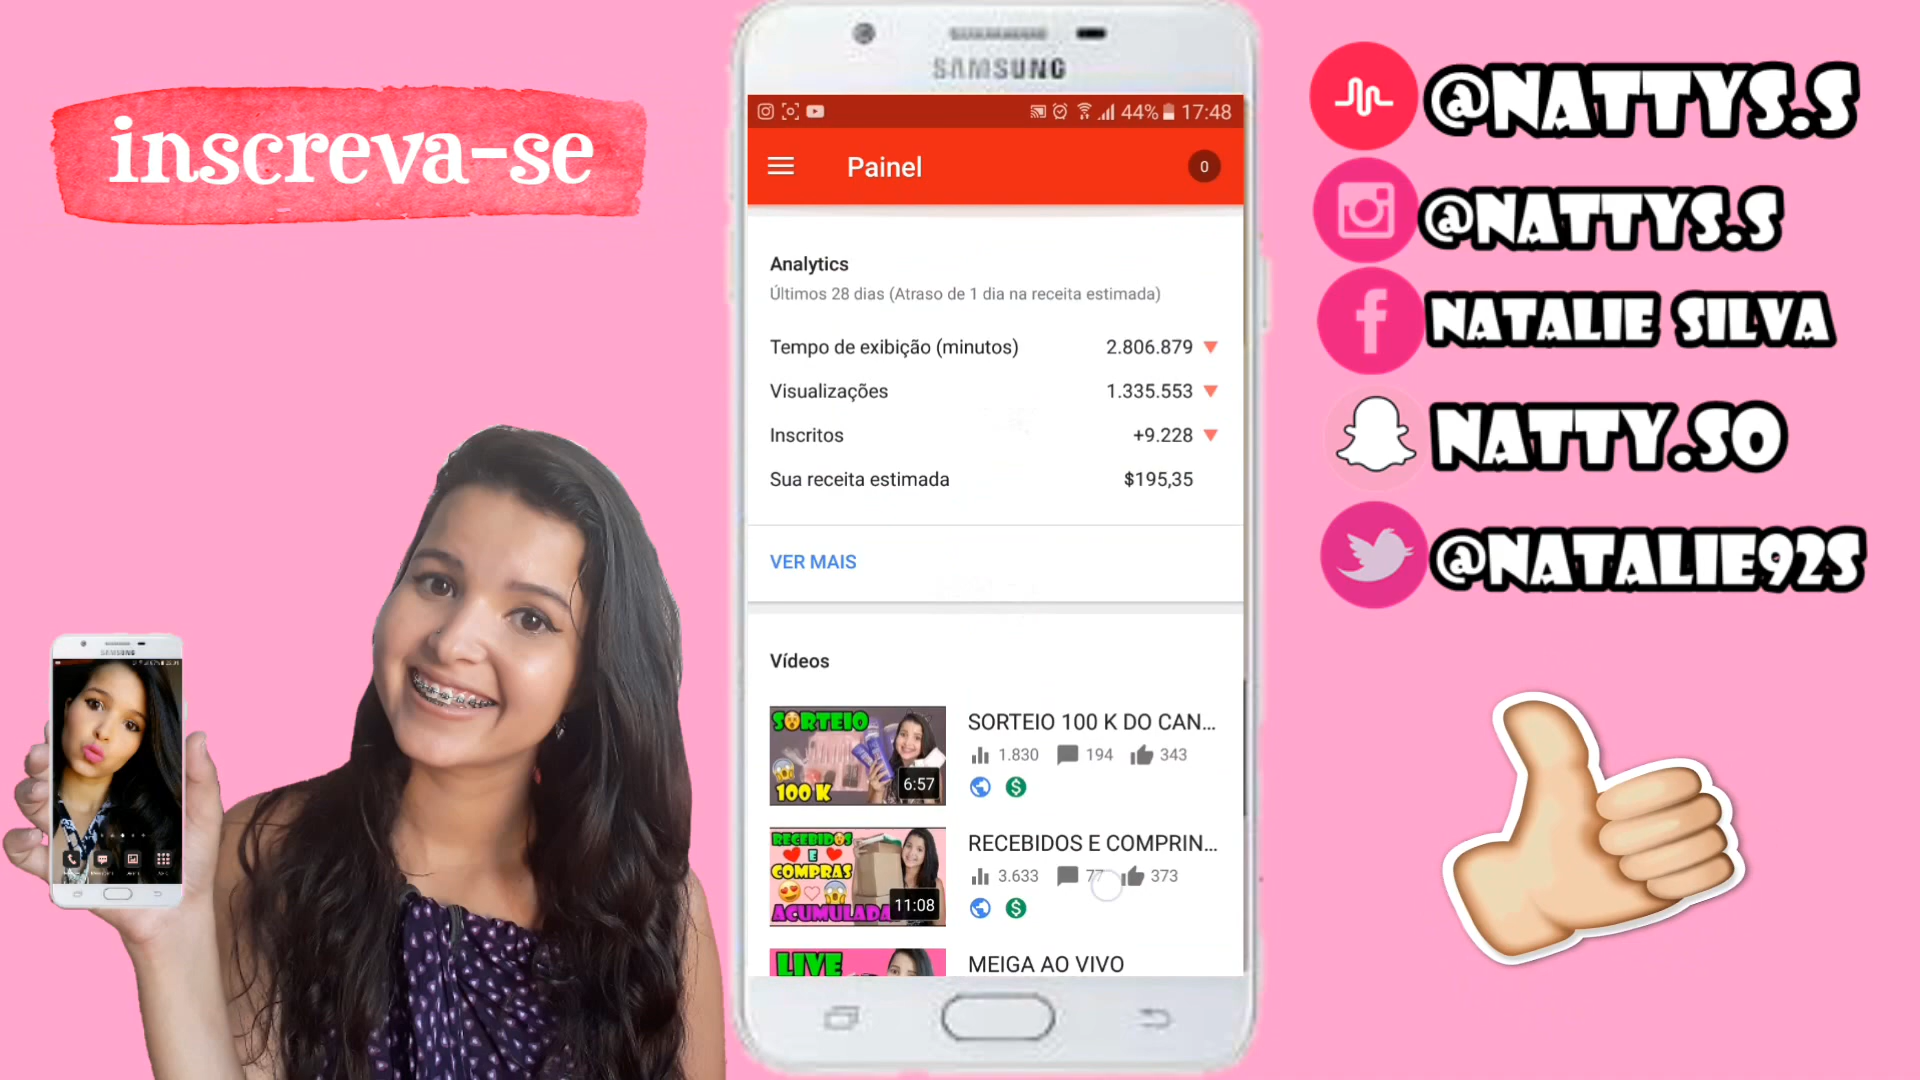 inscreva-se
SAMSUNG
44% 17:48
Painel
0
Analytics
Últimos 28 dias (Atraso de 1 dia na receita estimada)
Tempo de exibição (minutos) 2.806.879
Visualizações 1.335.553
Inscritos +9.228
Sua receita estimada $195,35
VER MAIS
Vídeos
SORTEIO
100 K
6:57
SORTEIO 100 K DO CAN...
1.830 194 343
RECEBIDOS
E
COMPRAS
ACUMULADA
11:08
RECEBIDOS E COMPRIN...
3.633 77 373
LIVE
MEIGA AO VIVO
@NATTYS.S
@NATTYS.S
NATALIE SILVA
NATTY.SO
@NATALIE92S
SAMSUNG